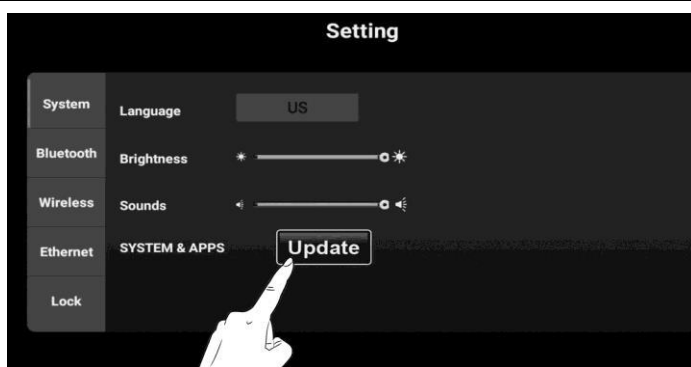 Setting
System
Language US
Bluetooth
Brightness
Wireless
Sounds
Ethernet
SYSTEM & APPS Update
Lock